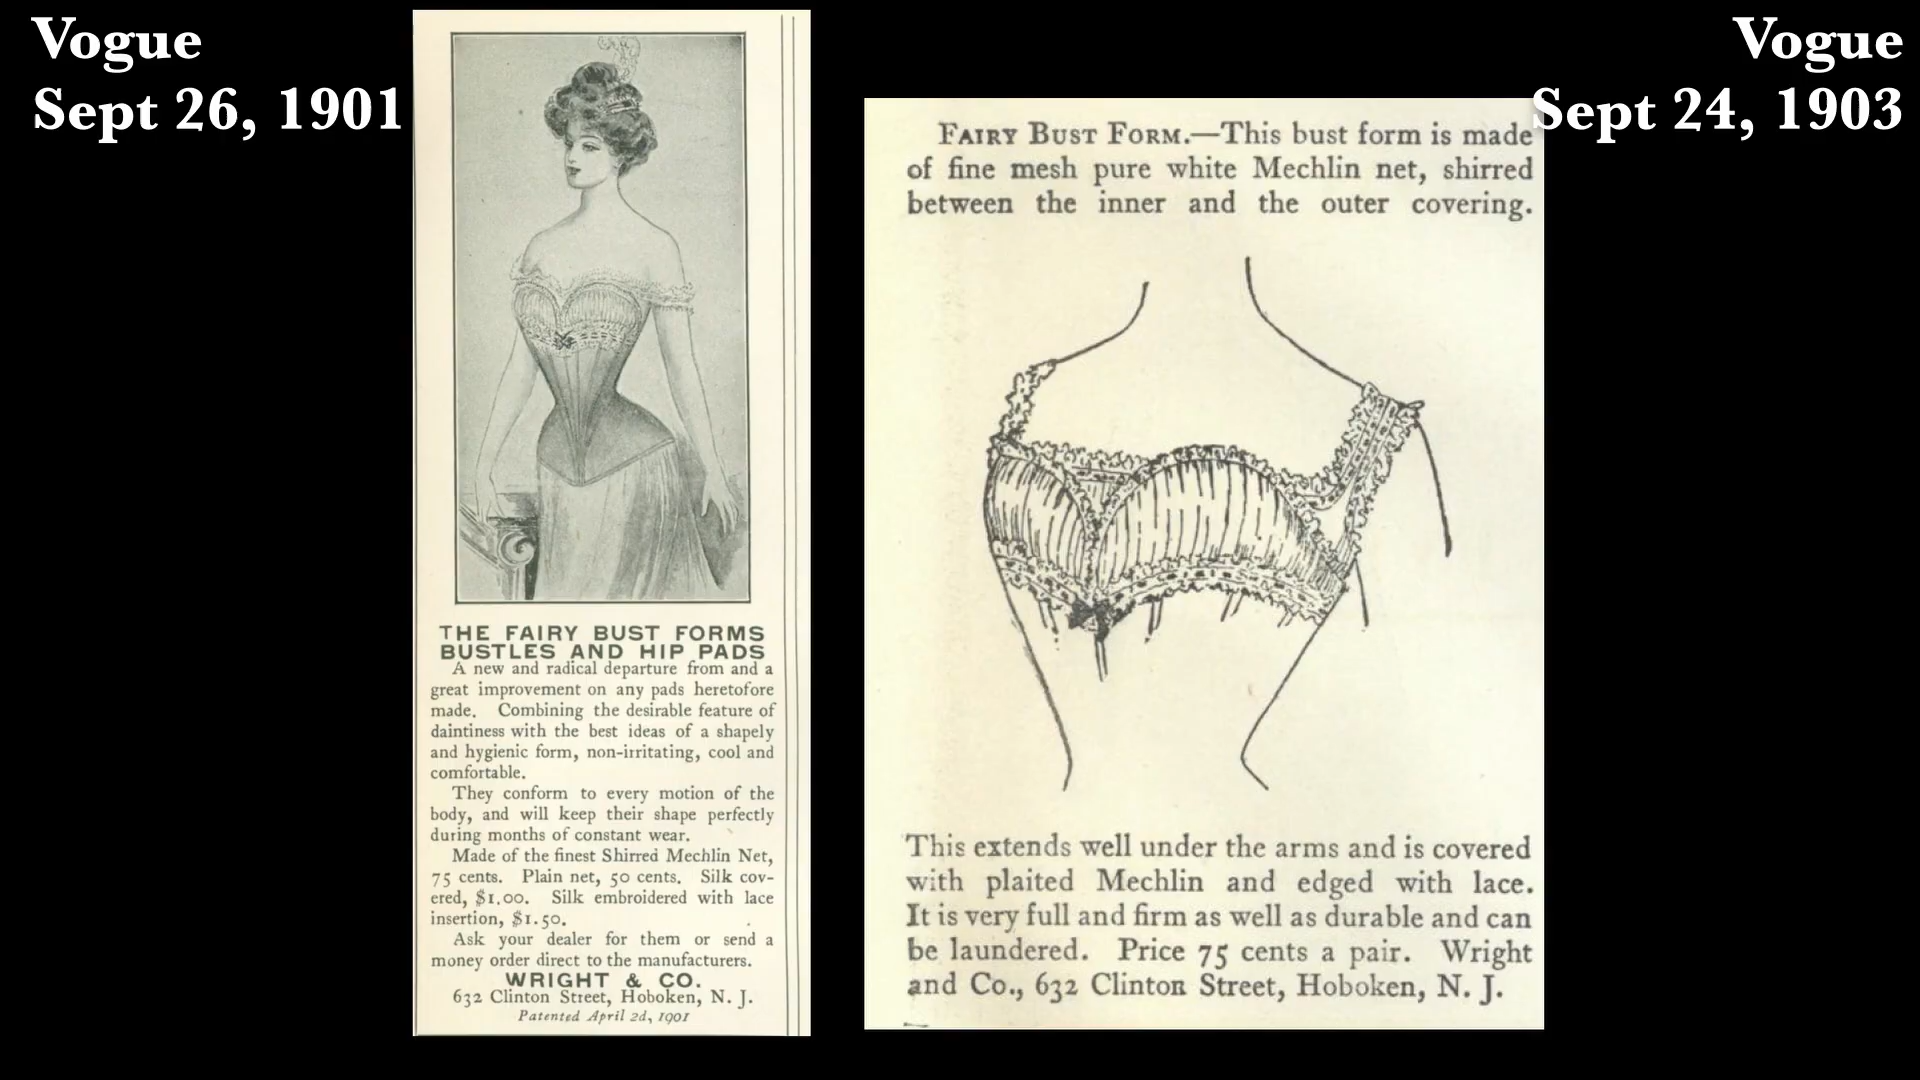 Vogue
Sept 26, 1901
THE FAIRY BUST FORMS
BUSTLES AND HIP PADS
A new and radical departure from and a
great improvement on any pads heretofore
made. Combining the desirable feature of
daintiness with the best ideas of a shapely
and hygienic form, non-irritating, cool and
comfortable.
They conform to every motion of the
body, and will keep their shape perfectly
during months of constant wear.
Made of the finest Shirred Mechlin Net,
75 cents. Plain net, 50 cents. Silk cov-
ered, $1.00. Silk embroidered with lace
insertion, $1.50.
Ask your dealer for them or send a
money order direct to the manufacturers.
WRIGHT & CO.
632 Clinton Street, Hoboken, N. J.
Patented April 2d, 1901
Vogue
Sept 24, 1903
FAIRY BUST FORM.—This bust form is made
of fine mesh pure white Mechlin net, shirred
between the inner and the outer covering.
This extends well under the arms and is covered
with plaited Mechlin and edged with lace.
It is very full and firm as well as durable and can
be laundered. Price 75 cents a pair. Wright
and Co., 632 Clinton Street, Hoboken, N. J.